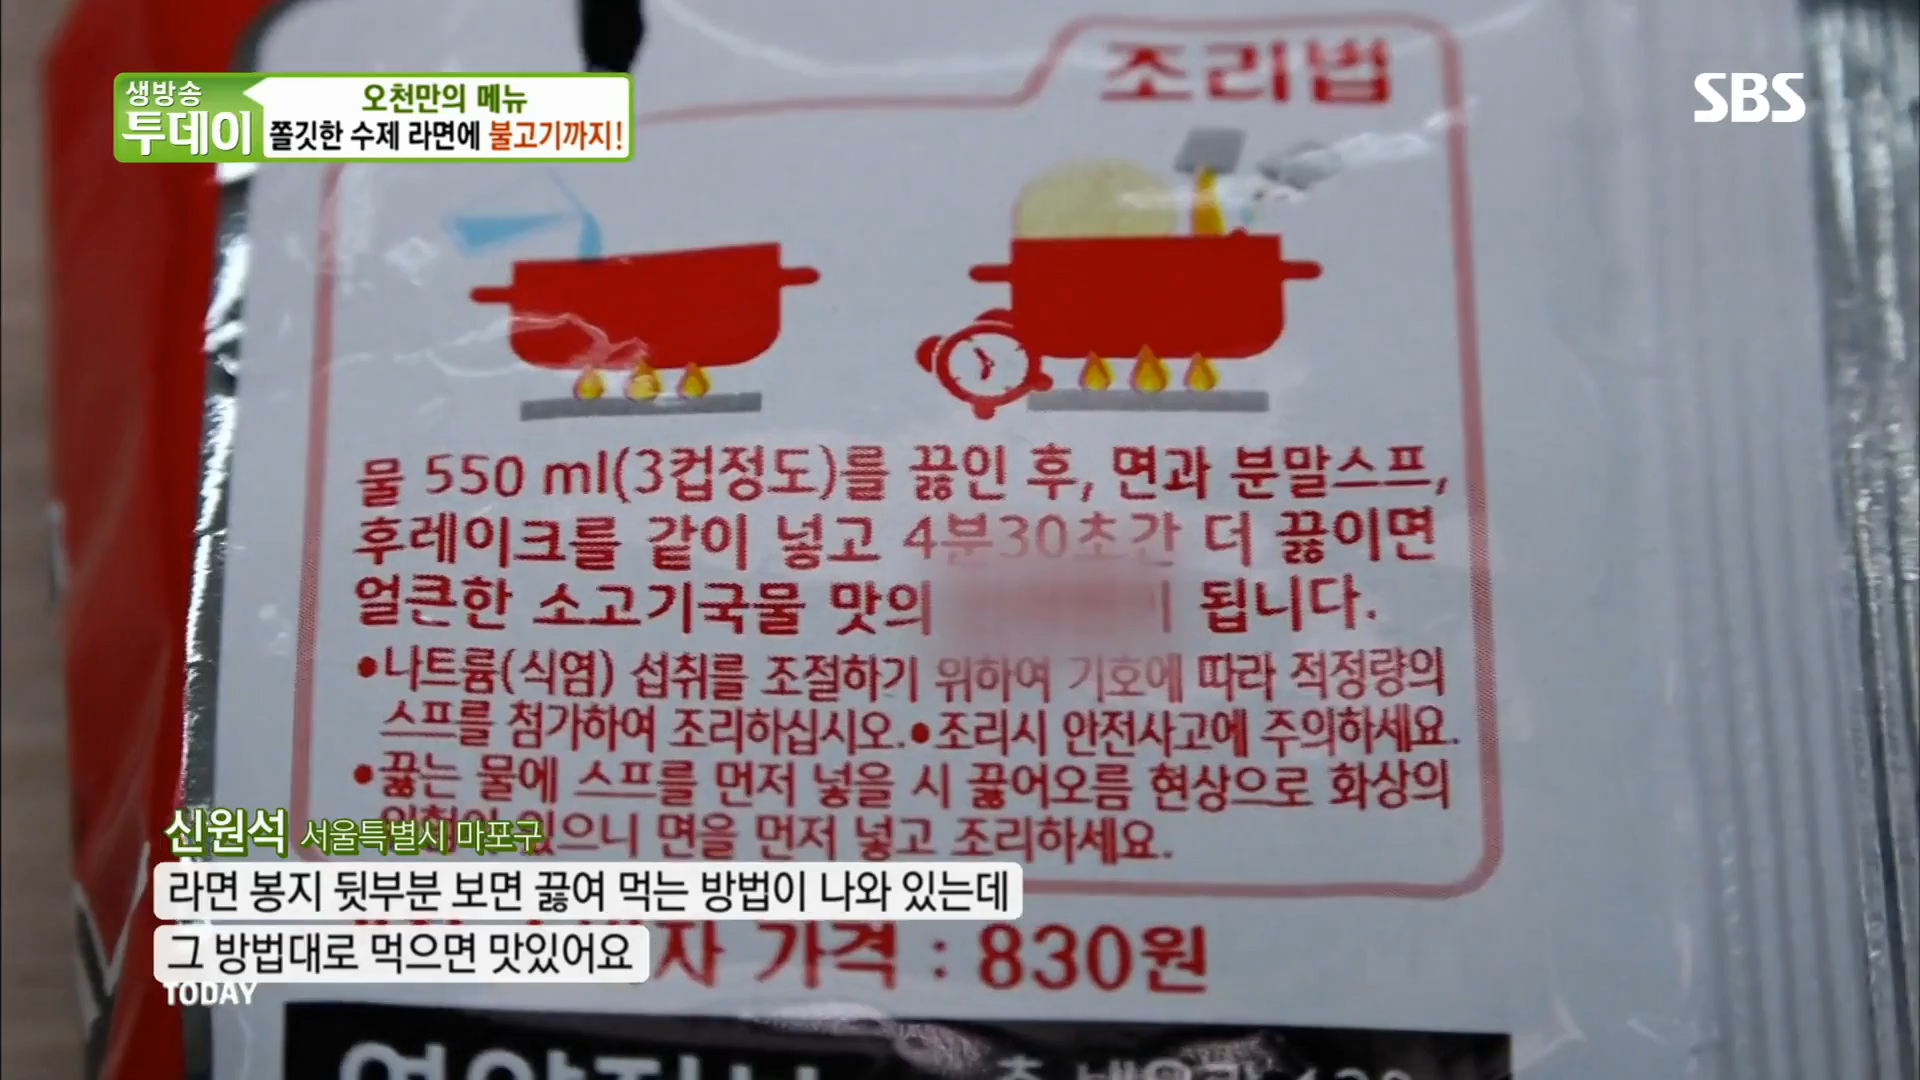 생방송
투데이
오천만의 메뉴
쫄깃한 수제 라면에 불고기까지!
SBS
조리법
물 550 ml(3컵정도)를 끓인 후, 면과 분말스프,
후레이크를 같이 넣고 4분30초간 더 끓이면
얼큰한 소고기국물 맛의 됩니다.
•나트륨(식염) 섭취를 조절하기 위하여 기호에 따라 적정량의
스프를 첨가하여 조리하십시오.•조리시 안전사고에 주의하세요.
•끓는 물에 스프를 먼저 넣을 시 끓어오름 현상으로 화상의
있으니 면을 먼저 넣고 조리하세요.
신원석 서울특별시 마포구
라면 봉지 뒷부분 보면 끓여 먹는 방법이 나와 있는데
그 방법대로 먹으면 맛있어요
가격 : 830원
TODAY